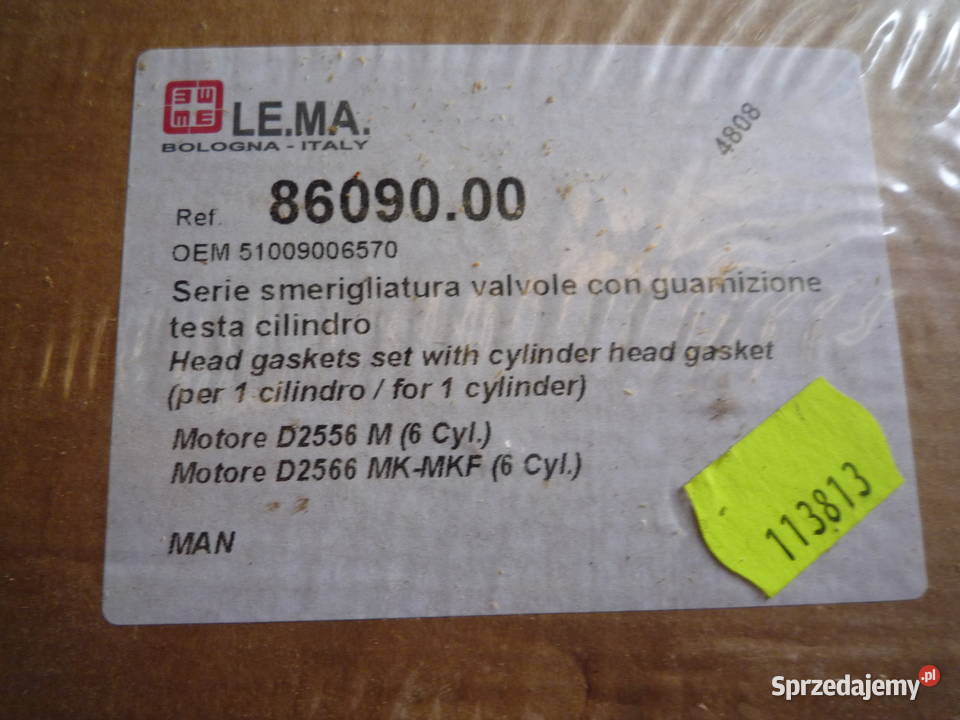 LE.MA.
BOLOGNA - ITALY
4808
Ref. 86090.00
OEM 51009006570
Serie smerigliatura valvole con guarnizione
testa cilindro
Head gaskets set with cylinder head gasket
(per 1 cilindro / for 1 cylinder)
Motore D2556 M (6 Cyl.)
Motore D2566 MK-MKF (6 Cyl.)
MAN
113813
Sprzedajemy.pl